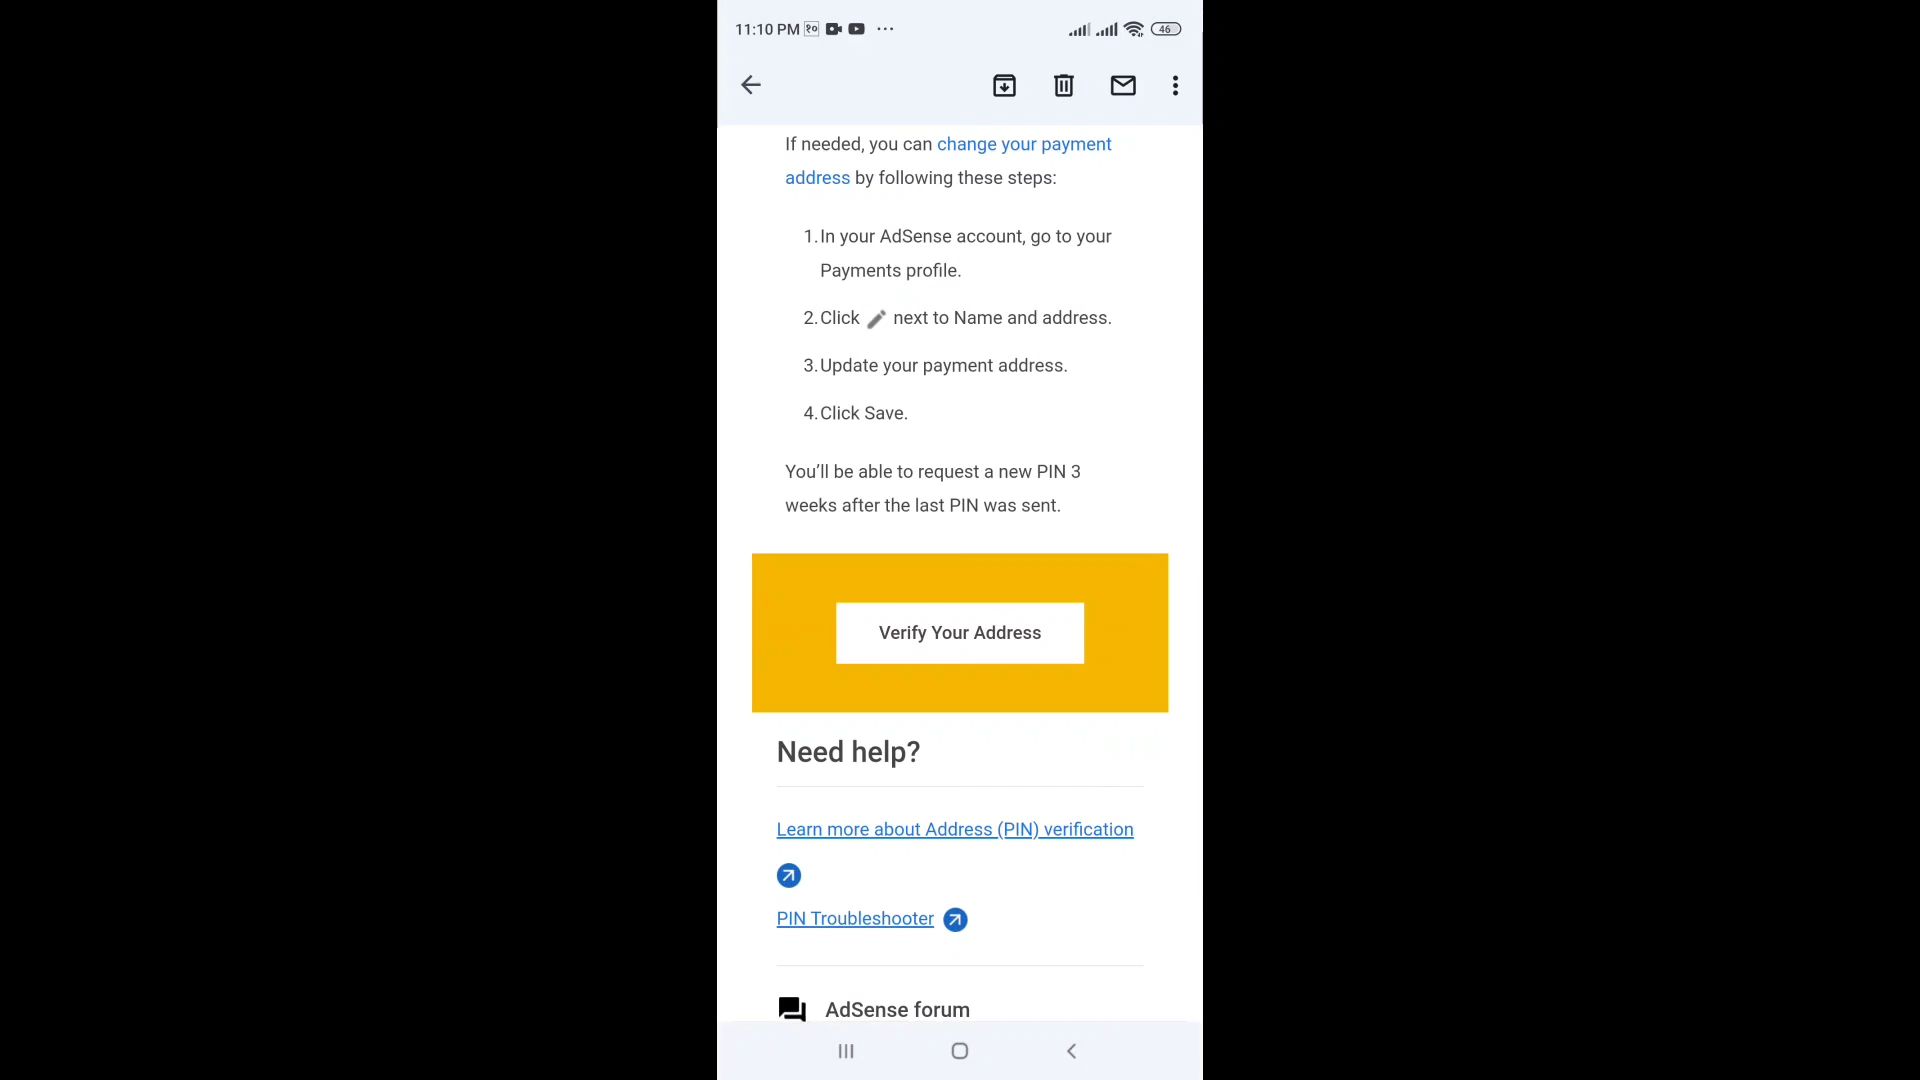 11:10 PM
46
If needed, you can change your payment
address by following these steps:
1. In your AdSense account, go to your
Payments profile.
2. Click next to Name and address.
3. Update your payment address.
4. Click Save.
You’ll be able to request a new PIN 3
weeks after the last PIN was sent.
Verify Your Address
Need help?
Learn more about Address (PIN) verification
PIN Troubleshooter
AdSense forum